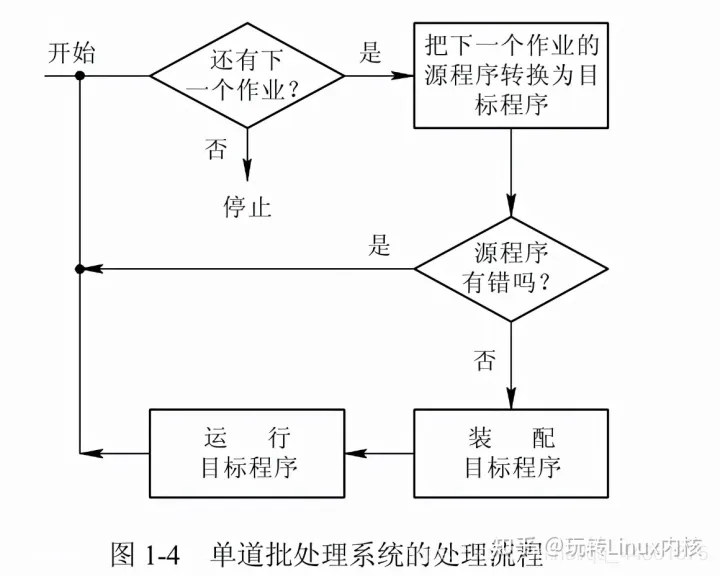 开始
还有下
一个作业？
是
把下一个作业的
源程序转换为目
标程序
否
停止
是
源程序
有错吗？
否
运 行
目标程序
装 配
目标程序
图 1-4 单道批处理系统的处理流程
知乎 @玩转Linux内核